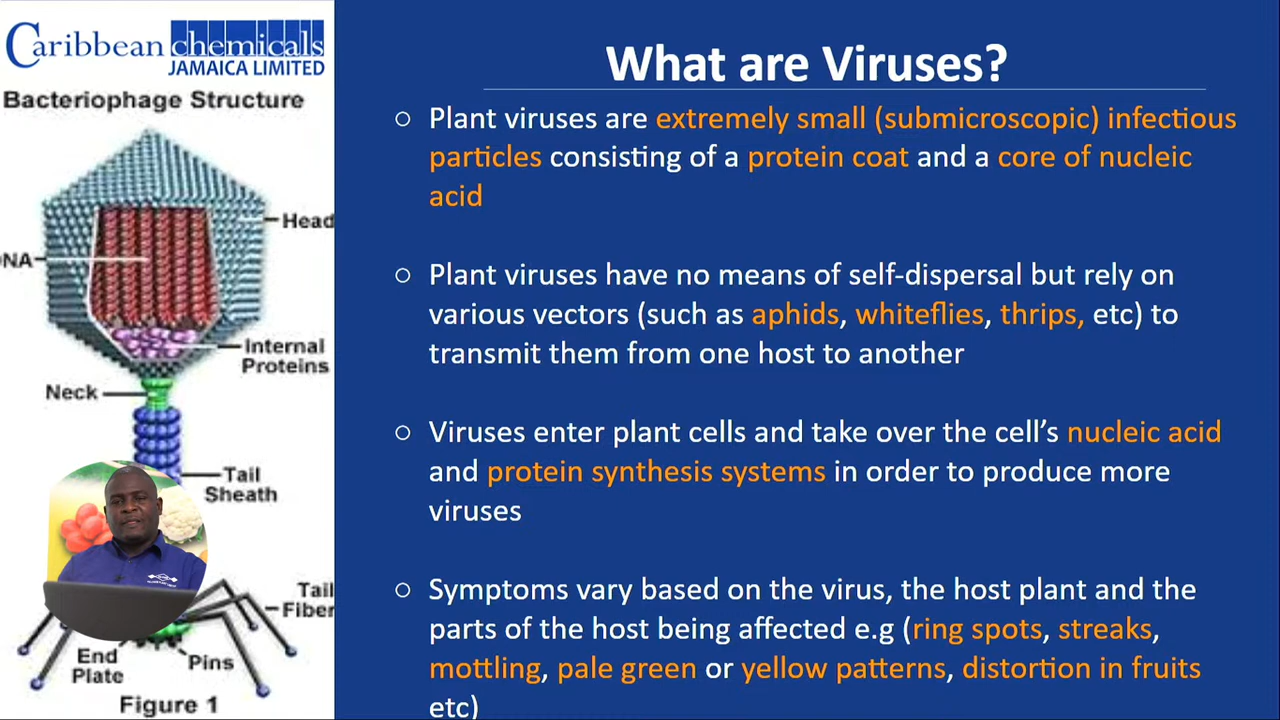 Caribbean chemicals
JAMAICA LIMITED
Bacteriophage Structure
Head
NA
Internal
Proteins
Neck
Tail
Sheath
Tail
Fiber
End
Plate
Pins
Figure 1
What are Viruses?
○ Plant viruses are extremely small (submicroscopic) infectious
particles consisting of a protein coat and a core of nucleic
acid
○ Plant viruses have no means of self-dispersal but rely on
various vectors (such as aphids, whiteflies, thrips, etc) to
transmit them from one host to another
○ Viruses enter plant cells and take over the cell’s nucleic acid
and protein synthesis systems in order to produce more
viruses
○ Symptoms vary based on the virus, the host plant and the
parts of the host being affected e.g (ring spots, streaks,
mottling, pale green or yellow patterns, distortion in fruits
etc)